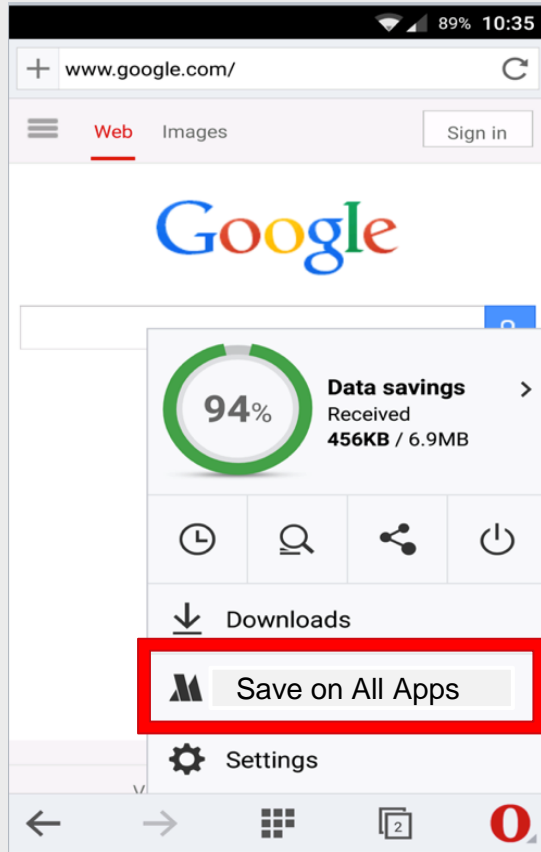 89% 10:35
www.google.com/
Web Images Sign in
Google
94%
Data savings
Received
456KB / 6.9MB
Downloads
Save on All Apps
Settings
2